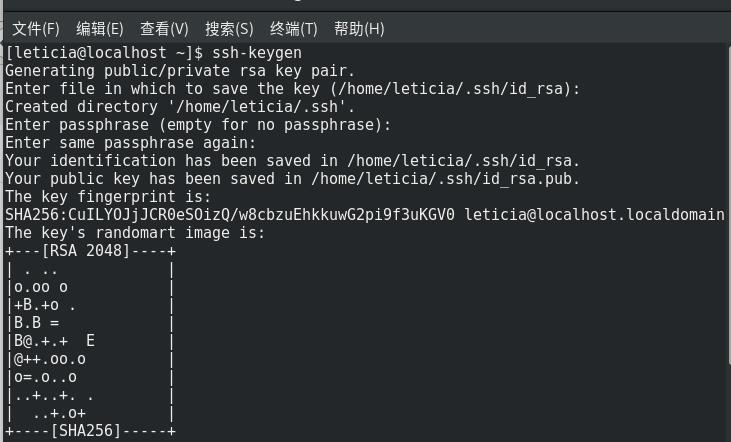 文件(F) 编辑(E) 查看(V) 搜索(S) 终端(T) 帮助(H)
[leticia@localhost ~]$ ssh-keygen
Generating public/private rsa key pair.
Enter file in which to save the key (/home/leticia/.ssh/id_rsa):
Created directory '/home/leticia/.ssh'.
Enter passphrase (empty for no passphrase):
Enter same passphrase again:
Your identification has been saved in /home/leticia/.ssh/id_rsa.
Your public key has been saved in /home/leticia/.ssh/id_rsa.pub.
The key fingerprint is:
SHA256:CuILYOJjJCR0eSOizQ/w8cbzuEhkkuwG2pi9f3uKGV0 leticia@localhost.localdomain
The key's randomart image is:
+---[RSA 2048]----+
| . ..            |
|o.oo o           |
|+B.+o .          |
|B.B =            |
|B@.+.+  E        |
|@++.oo.o         |
|o=.o..o          |
|..+..+. .        |
|  ..+.o+         |
+----[SHA256]-----+